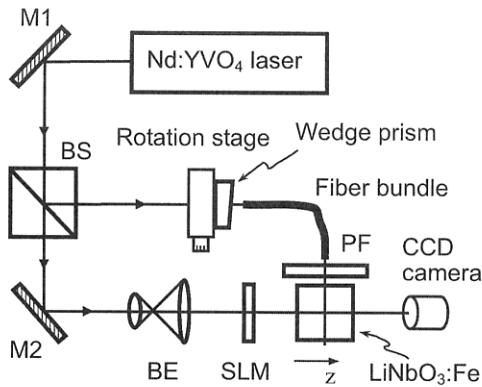 M1
Nd:YVO₄ laser
Rotation stage
Wedge prism
BS
Fiber bundle
PF
CCD
camera
M2
BE
SLM
z
LiNbO₃:Fe